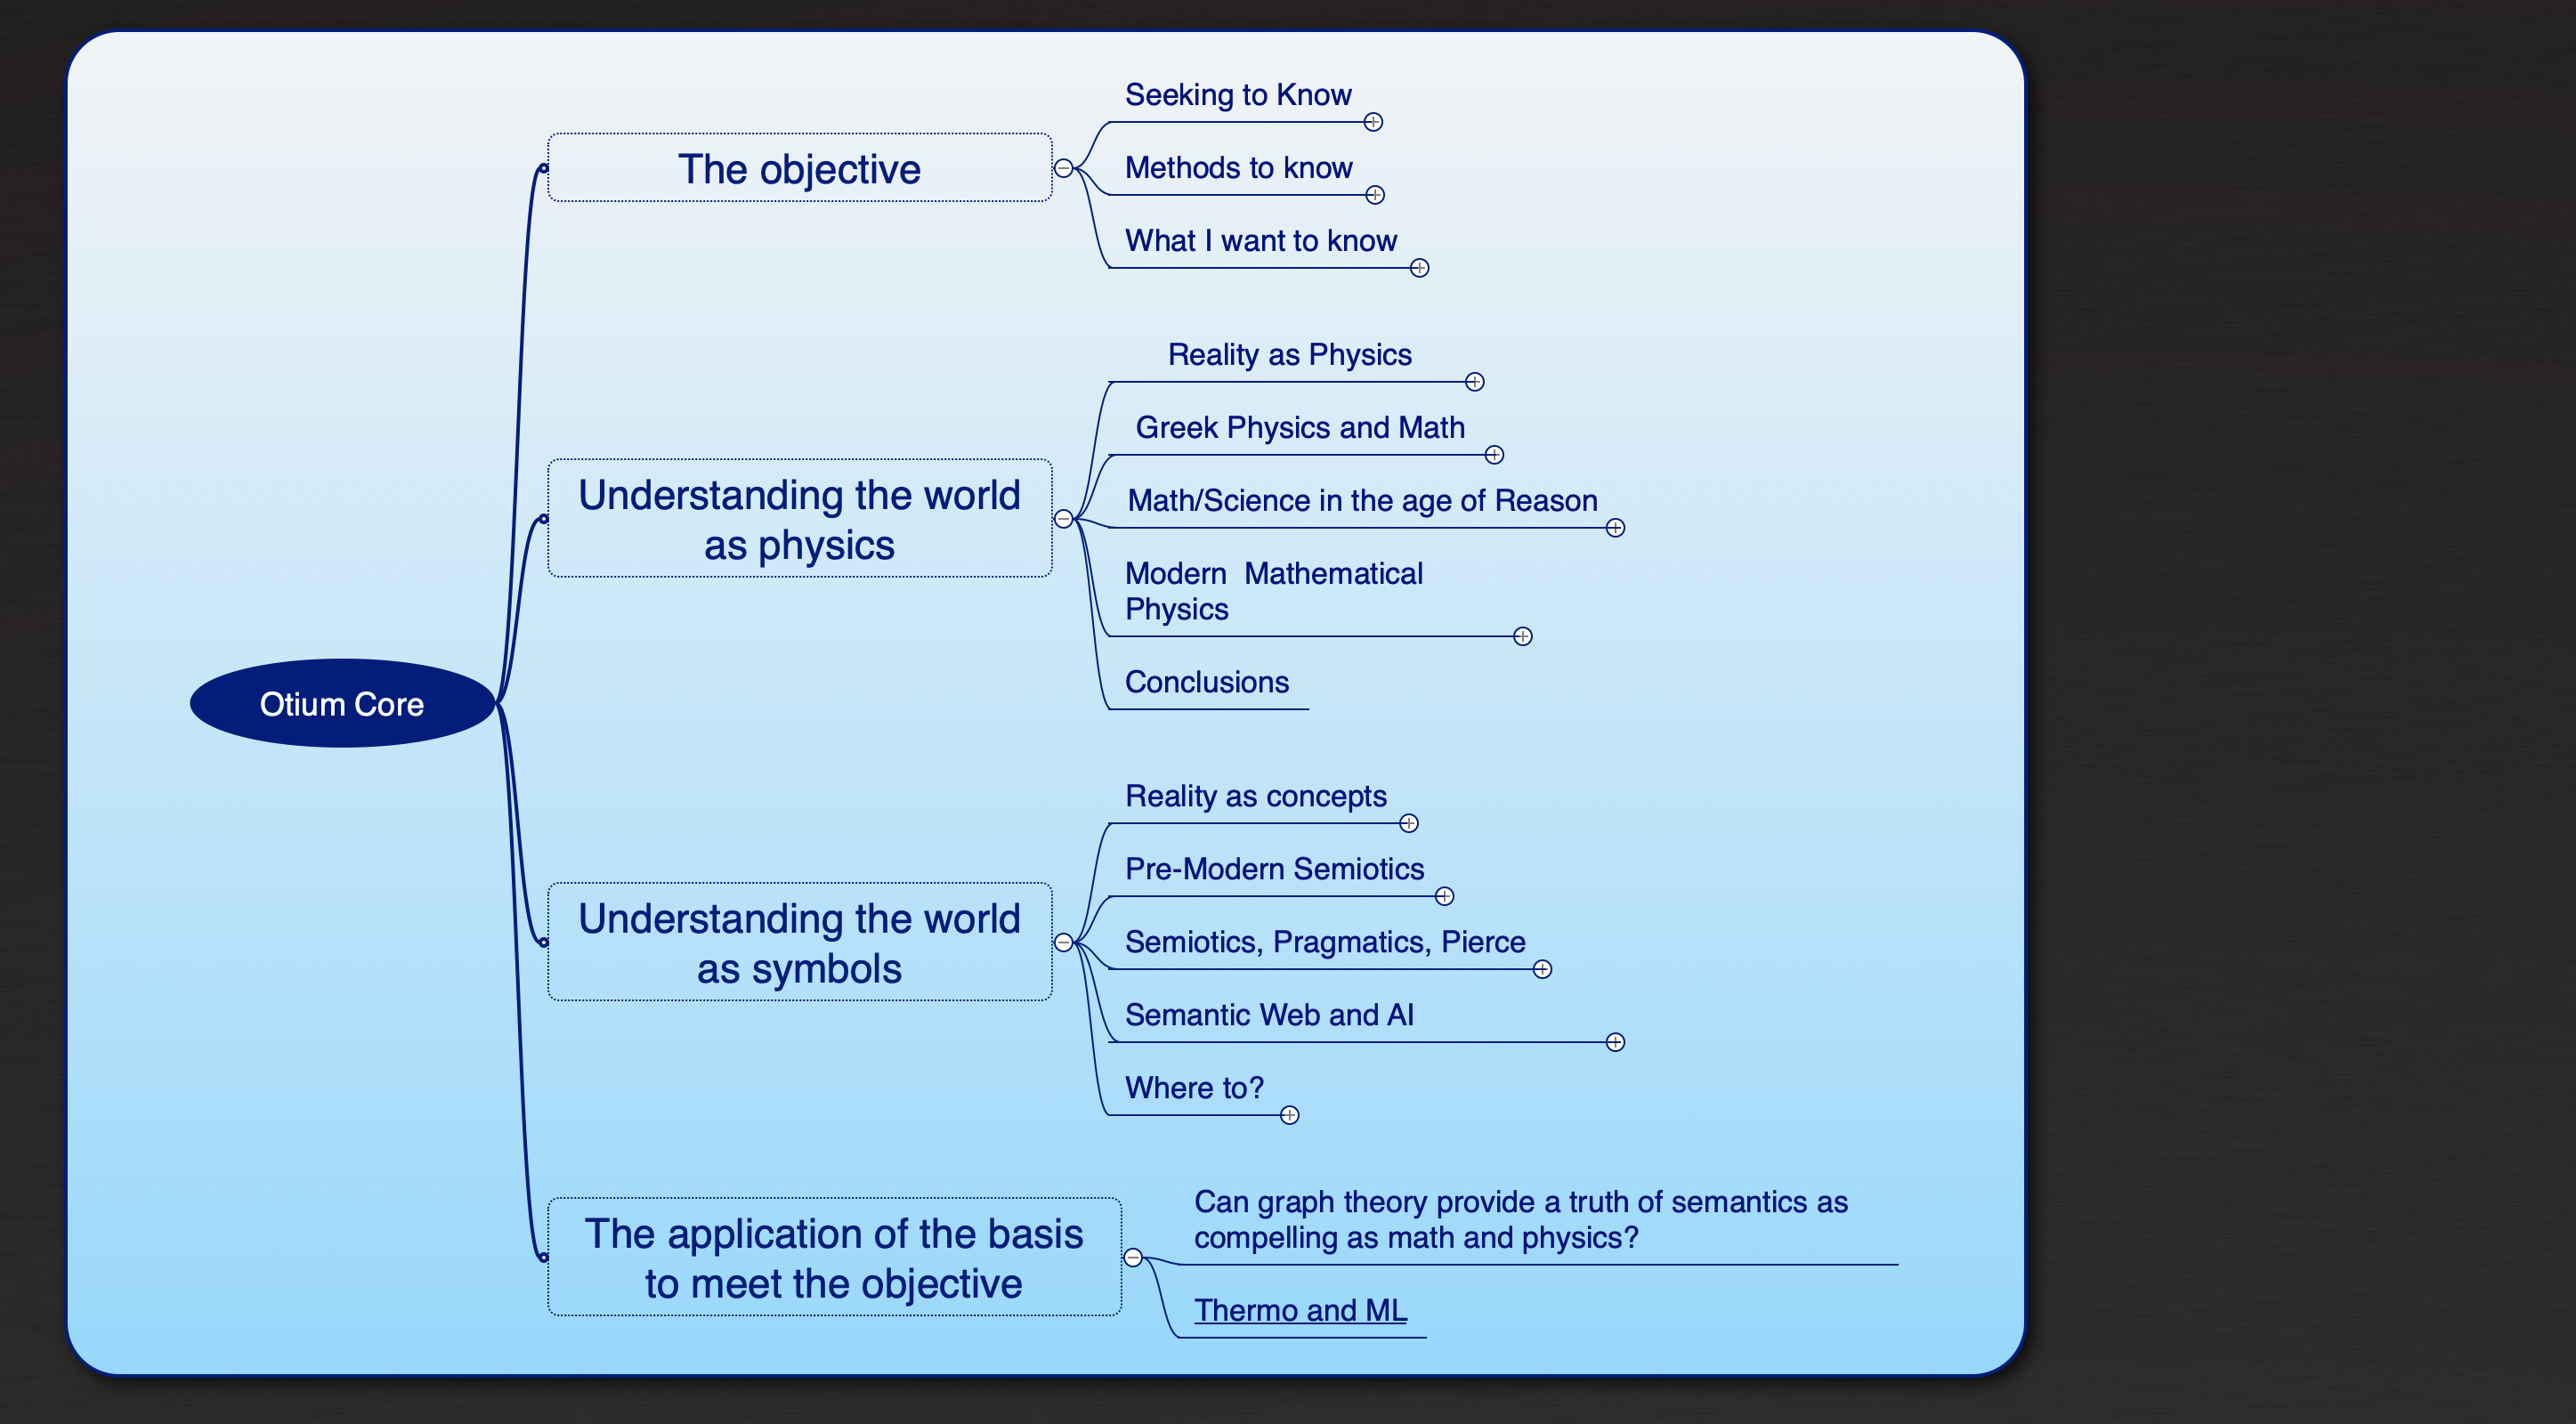 The objective
Seeking to Know
Methods to know
What I want to know
Understanding the world
as physics
Reality as Physics
Greek Physics and Math
Math/Science in the age of Reason
Modern  Mathematical
Physics
Conclusions
Otium Core
Understanding the world
as symbols
Reality as concepts
Pre-Modern Semiotics
Semiotics, Pragmatics, Pierce
Semantic Web and AI
Where to?
The application of the basis
to meet the objective
Can graph theory provide a truth of semantics as
compelling as math and physics?
Thermo and ML